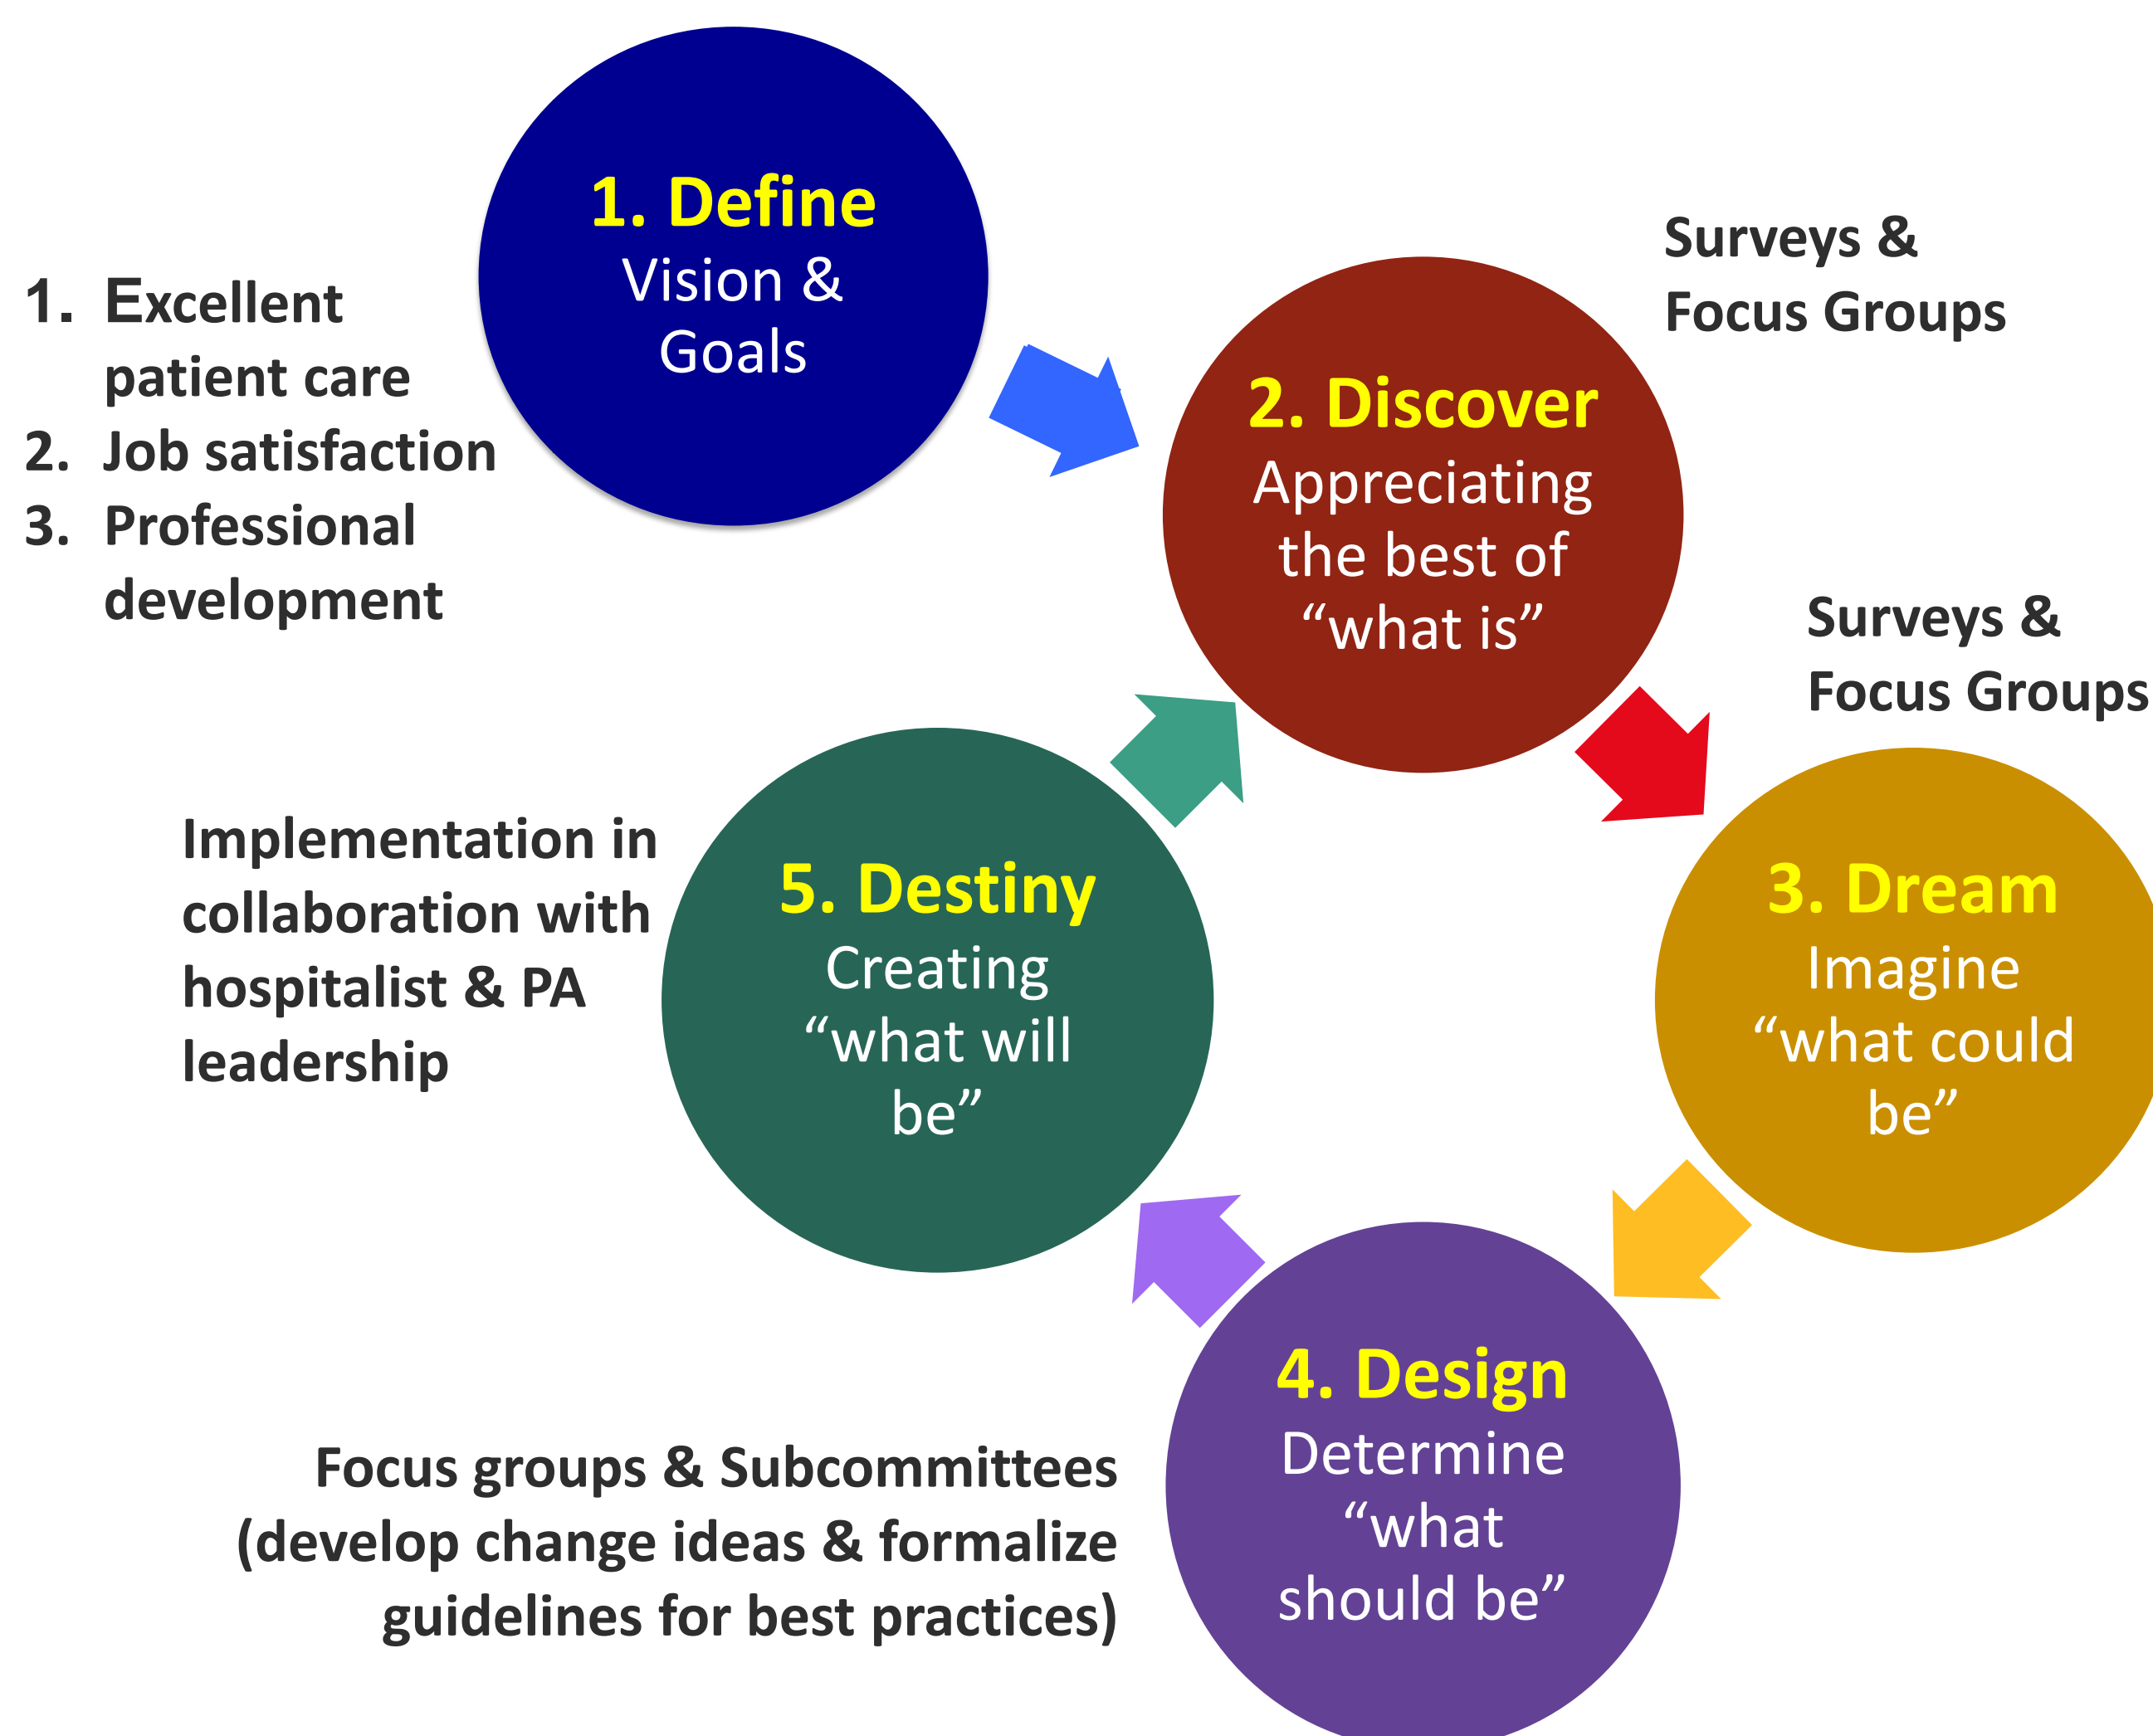 1. Define
Vision &
Goals
1. Excellent
patient care
2. Job satisfaction
3. Professional
development
2. Discover
Appreciating
the best of
“what is”
Surveys &
Focus Groups
Surveys &
Focus Groups
3. Dream
Imagine
“what could
be”
4. Design
Determine
“what
should be”
Focus groups & Subcommittees
(develop change ideas & formalize
guidelines for best practices)
5. Destiny
Creating
“what will
be”
Implementation in
collaboration with
hospitalist & PA
leadership